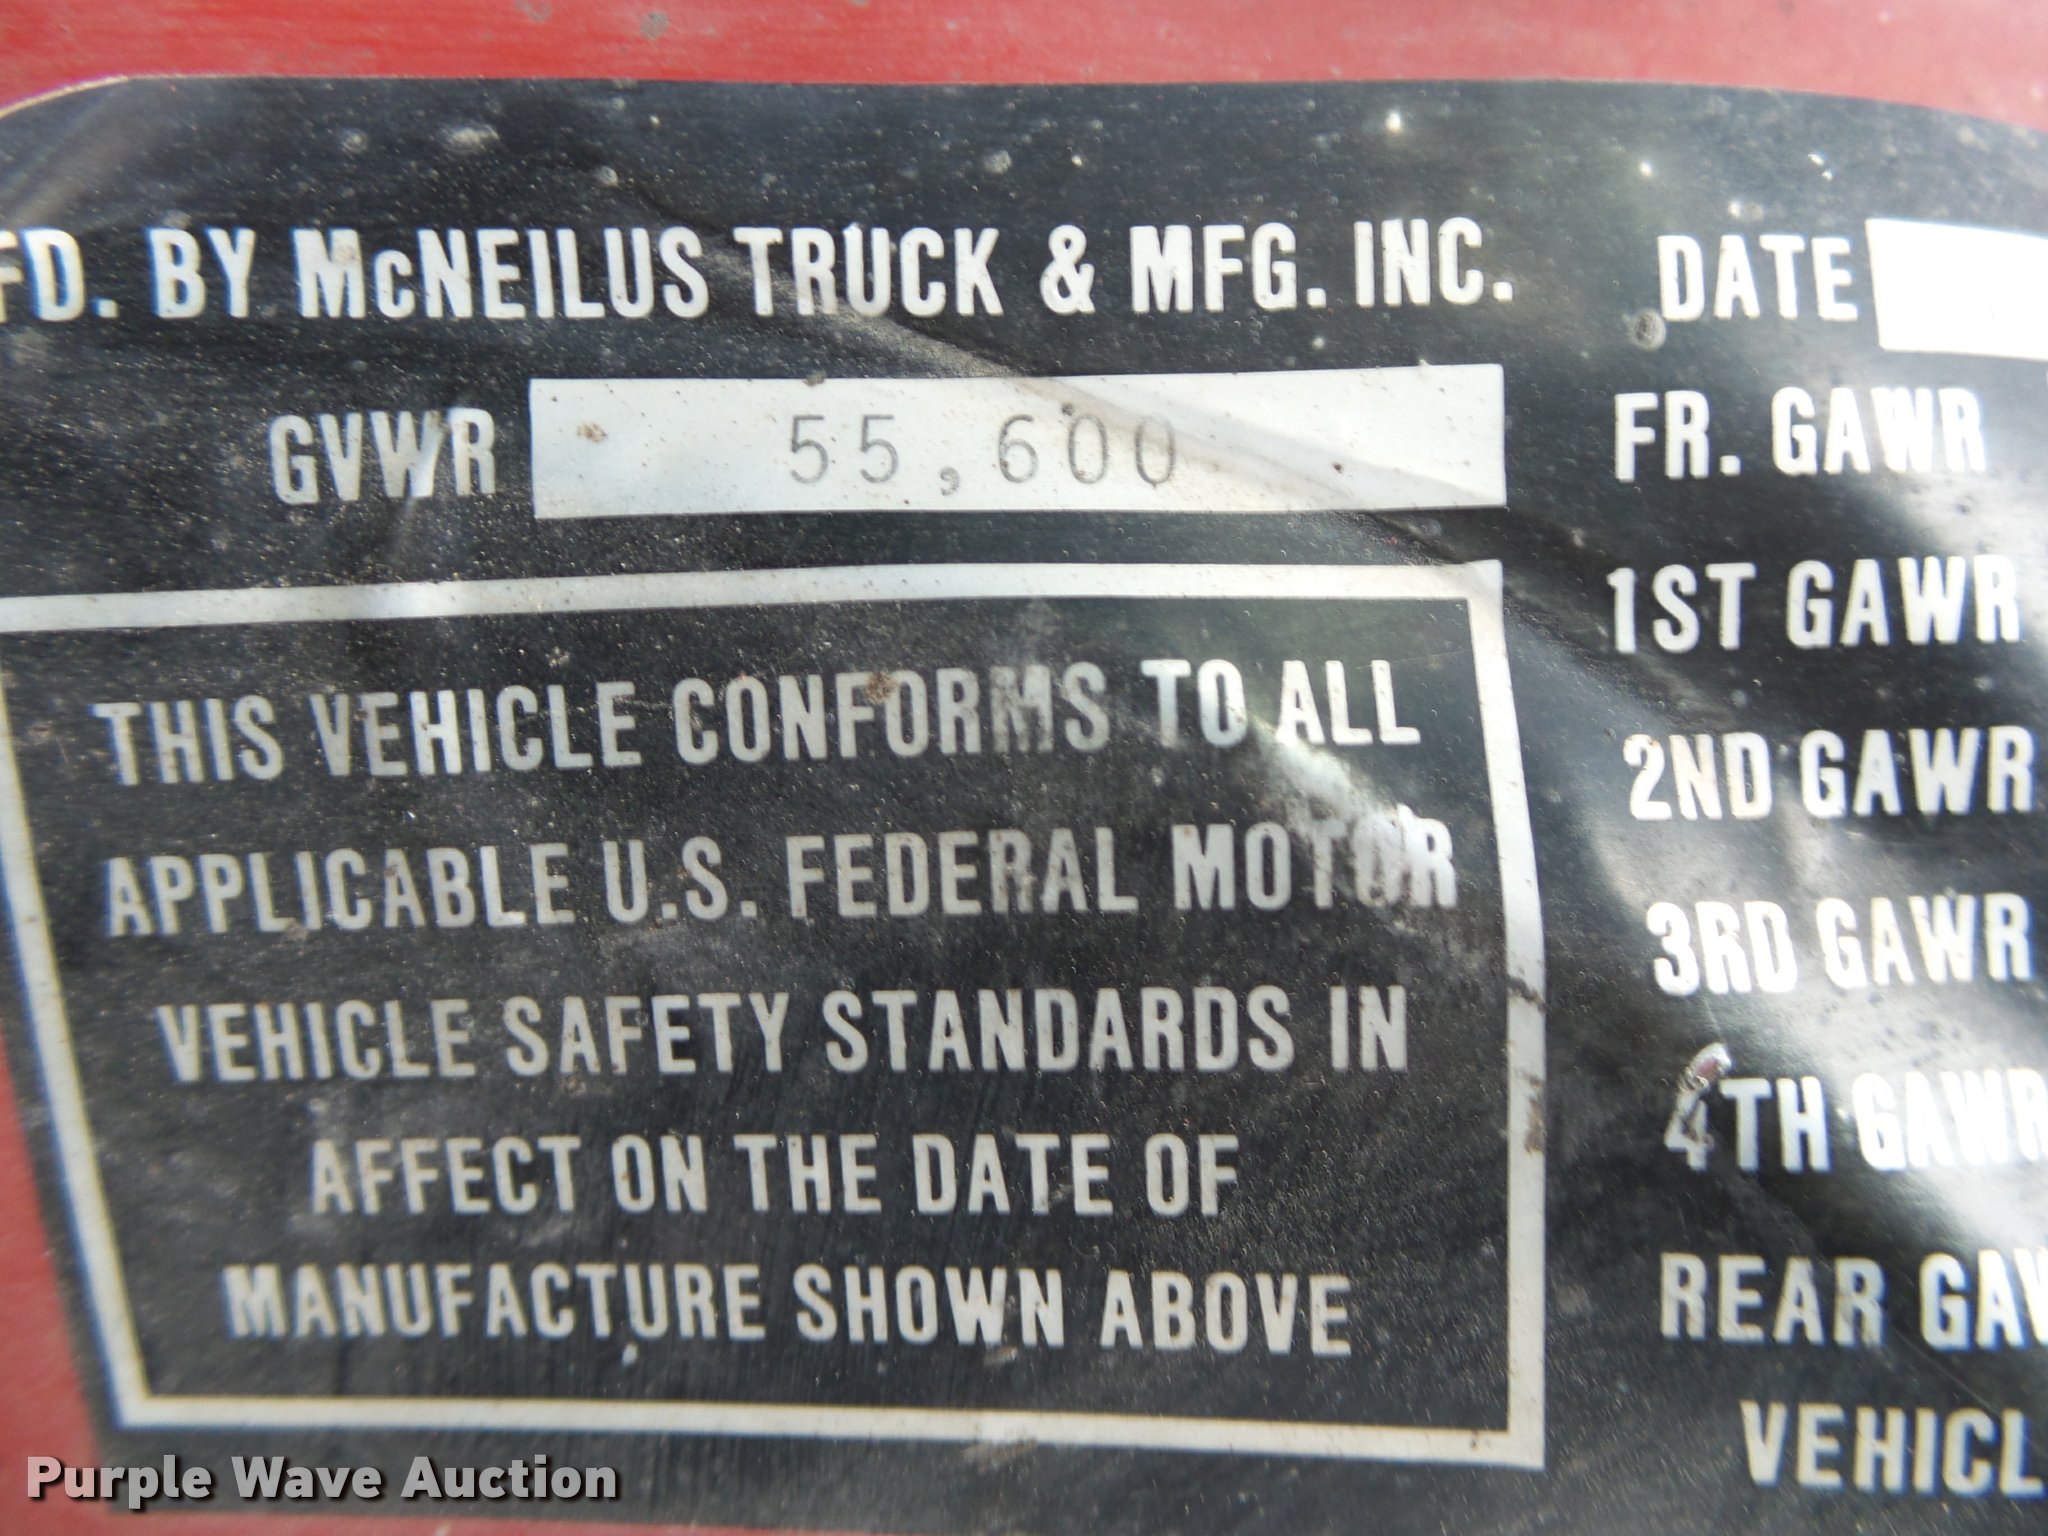 FD. BY McNEILUS TRUCK & MFG. INC. DATE
GVWR 55,600
FR. GAWR
1ST GAWR
2ND GAWR
3RD GAWR
4TH GAWR
REAR GAW
VEHICL
THIS VEHICLE CONFORMS TO ALL
APPLICABLE U.S. FEDERAL MOTOR
VEHICLE SAFETY STANDARDS IN
AFFECT ON THE DATE OF
MANUFACTURE SHOWN ABOVE
Purple Wave Auction